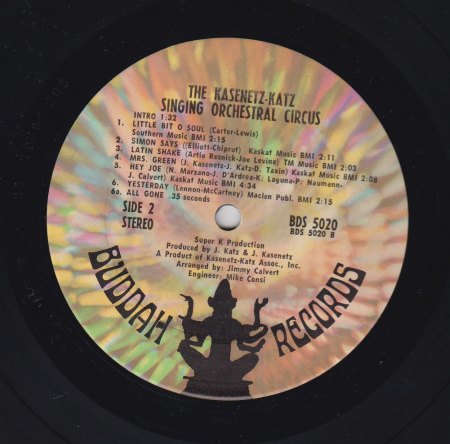 THE KASENETZ-KATZ
SINGING ORCHESTRAL CIRCUS
INTRO 1:32
1. LITTLE BIT O SOUL (Carter-Lewis)
Southern Music BMI 2:15
2. SIMON SAYS ((Elliott-Chiprut) Kaskat Music BMI 2:11
3. LATIN SHAKE (Artie Resnick-Joe Levine) TM Music BMI 2:03
4. MRS. GREEN (J. Kasenetz-J. Katz-D. Taxin) Kaskat Music BMI 2:08
5. HEY JOE (N. Marzano-J. D'Ardrea-K. Laguna-P. Naumann-
J. Calvert) Kaskat Music BMI 4:34
6. YESTERDAY (Lennon-McCartney) Maclen Publ. BMI 2:15
6a. ALL GONE .35 seconds
SIDE 2
STEREO
BDS 5020
BDS 5020 B
Super K Production
Produced by J. Katz & J. Kasenetz
A Product of Kasenetz-Katz Assoc., Inc.
Arranged by: Jimmy Calvert
Engineer: Mike Consi
BUDDAH RECORDS